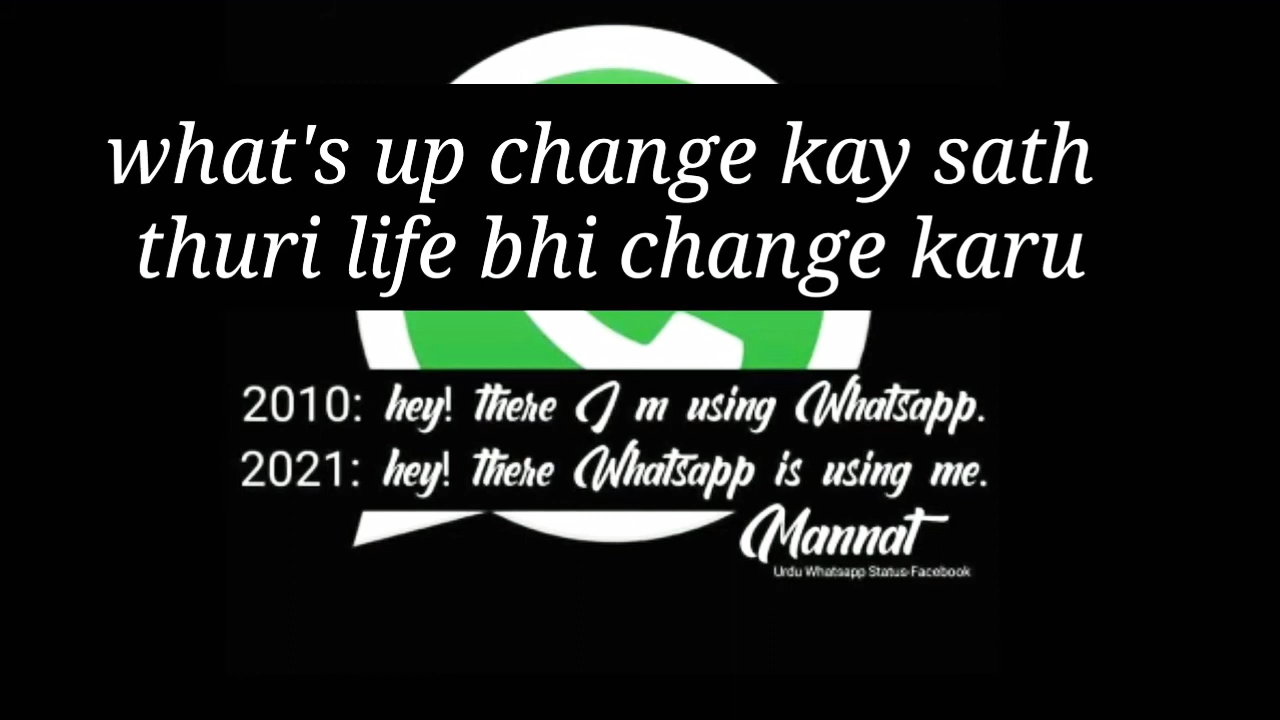 what's up change kay sath
thuri life bhi change karu
2010: hey! there I m using Whatsapp.
2021: hey! there Whatsapp is using me.
Mannat
Urdu Whatsapp Status-Facebook